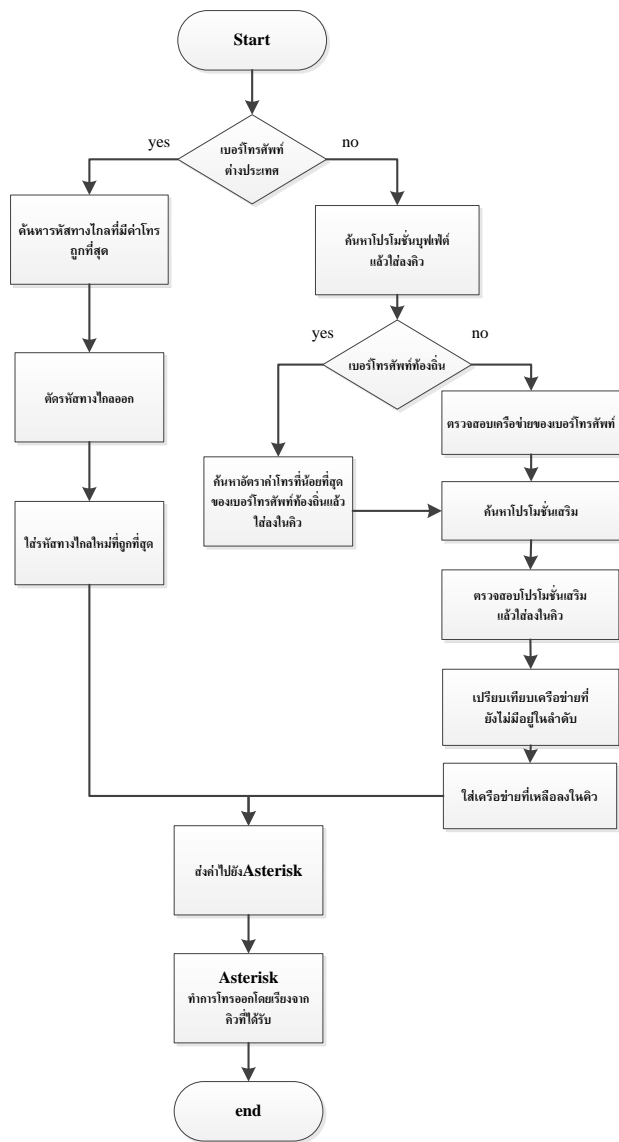 Start
yes
เบอร์โทรศัพท์
ต่างประเทศ
no
ค้นหารหัสทางไกลที่มีค่าโทร
ถูกที่สุด
ค้นหาโปรโมชั่นบุฟเฟ่ต์
แล้วใส่ลงคิว
yes
no
เบอร์โทรศัพท์ท้องถิ่น
ตัดรหัสทางไกลออก
ตรวจสอบเครือข่ายของเบอร์โทรศัพท์
ค้นหาอัตราค่าโทรที่น้อยที่สุด
ของเบอร์โทรศัพท์ท้องถิ่นแล้ว
ใส่ลงในคิว
ค้นหาโปรโมชั่นเสริม
ใส่รหัสทางไกลใหม่ที่ถูกที่สุด
ตรวจสอบโปรโมชั่นเสริม
แล้วใส่ลงในคิว
เปรียบเทียบเครือข่ายที่
ยังไม่มีอยู่ในลำดับ
ใส่เครือข่ายที่เหลือลงในคิว
ส่งค่าไปยังAsterisk
Asterisk
ทำการโทรออกโดยเรียงจาก
คิวที่ได้รับ
end